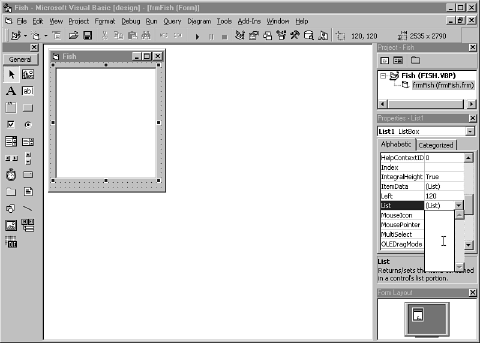 Fish - Microsoft Visual Basic [design] - [frmFish (Form)]
File Edit View Project Format Debug Run Query Diagram Tools Add-Ins Window Help
120, 120
2535 x 2790
General
A
ab|
Fish
Project - Fish
Fish (FISH.VBP)
frmFish (frmFish.frm)
Properties - List1
List1 ListBox
Alphabetic Categorized
HelpContextID 0
Index
IntegralHeight True
ItemData (List)
Left 120
List (List)
MouseIcon
MousePointer
MultiSelect
OLEDragMode
List
Returns/sets the items contained
in a control's list portion.
Form Layout